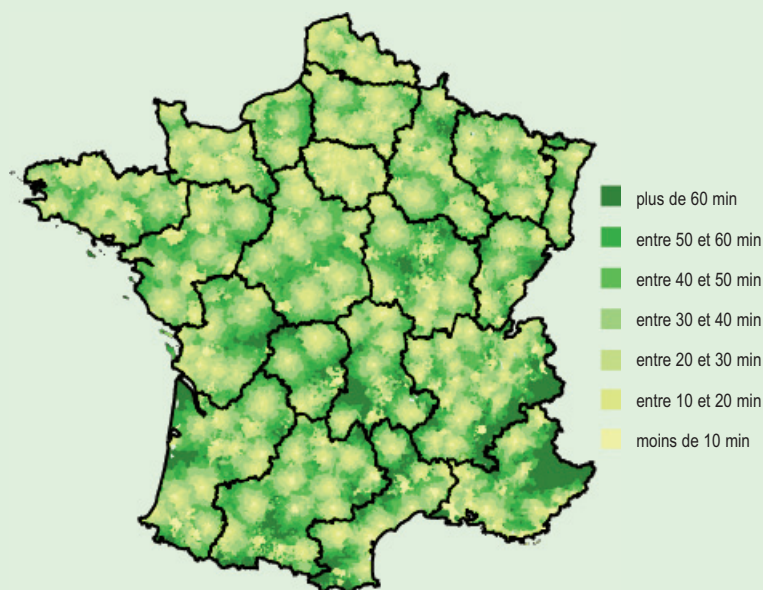 plus de 60 min
entre 50 et 60 min
entre 40 et 50 min
entre 30 et 40 min
entre 20 et 30 min
entre 10 et 20 min
moins de 10 min